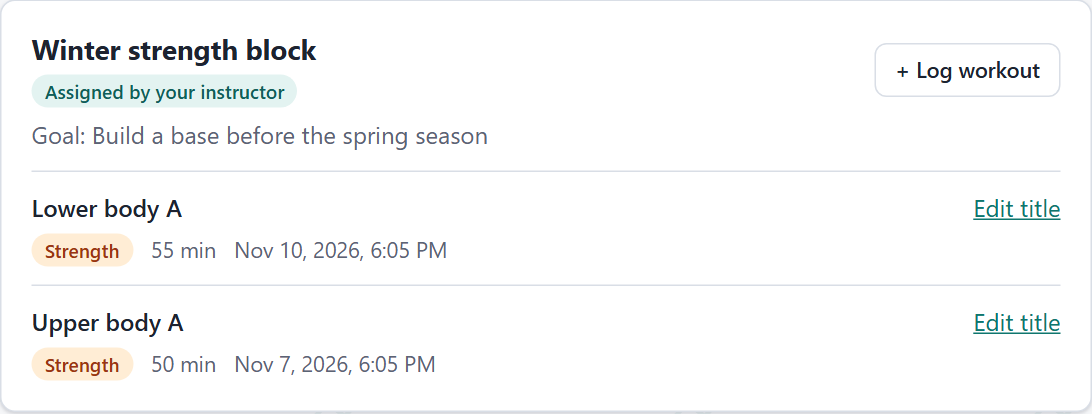 Winter strength block
+ Log workout
Assigned by your instructor
Goal: Build a base before the spring season
Lower body A
Edit title
Strength 55 min Nov 10, 2026, 6:05 PM
Upper body A
Edit title
Strength 50 min Nov 7, 2026, 6:05 PM